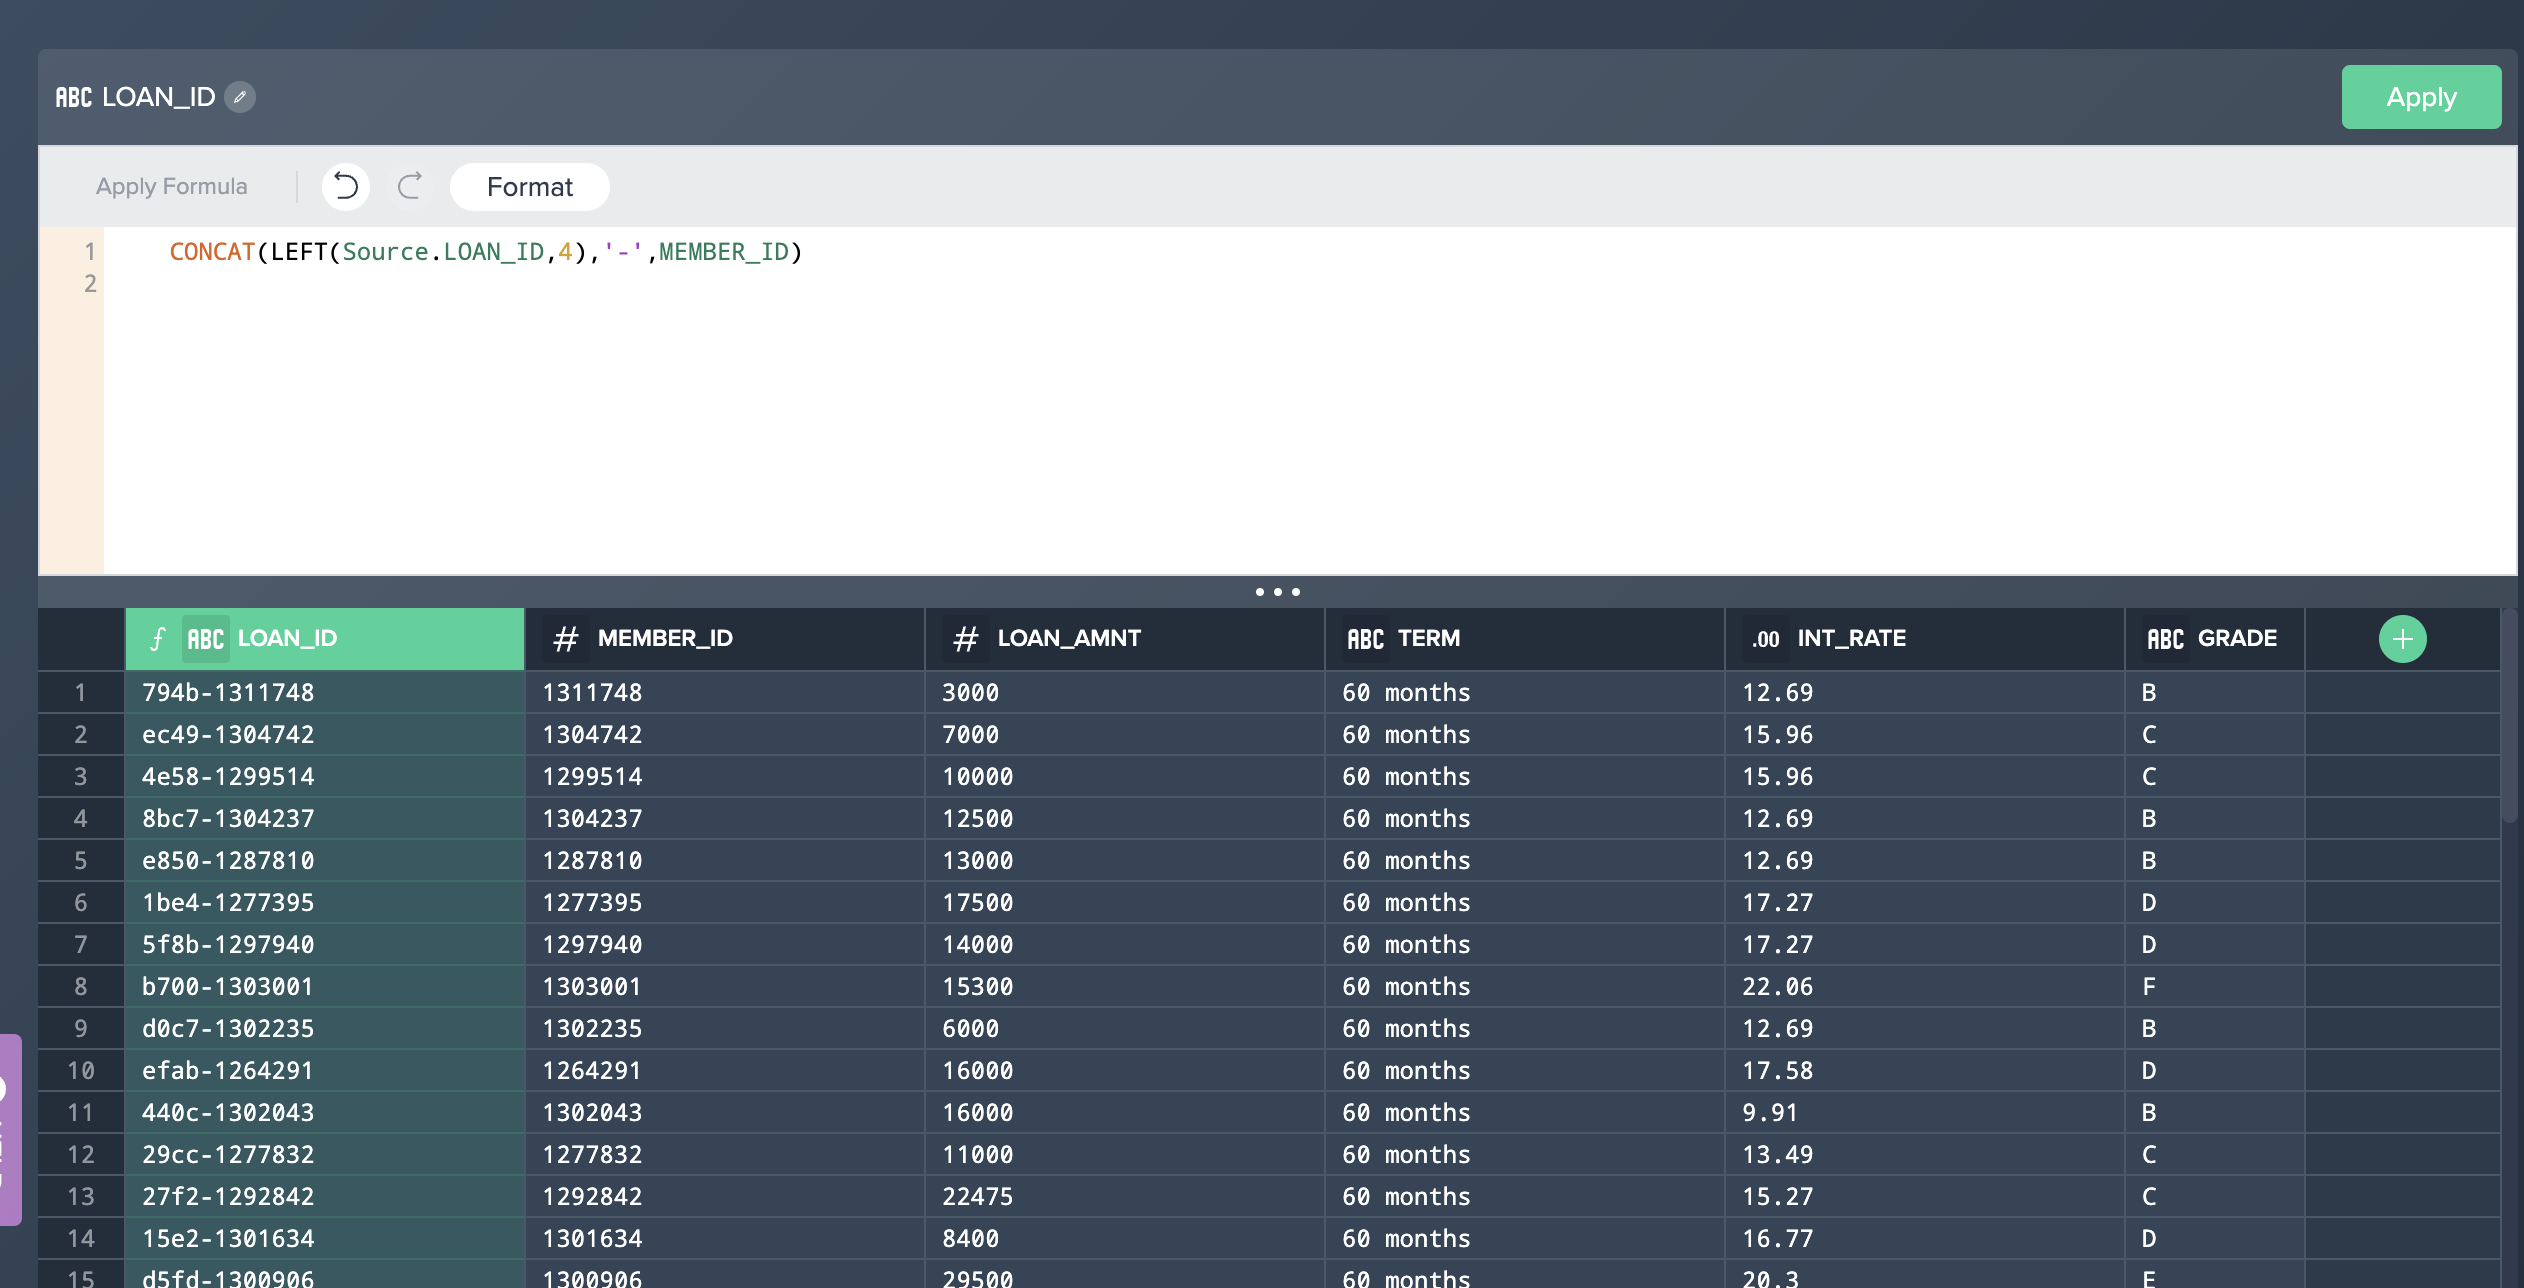 ABC LOAN_ID
Apply
Apply Formula Format
1 CONCAT(LEFT(Source.LOAN_ID,4),'-',MEMBER_ID)
2
ƒ ABC LOAN_ID # MEMBER_ID # LOAN_AMNT ABC TERM .00 INT_RATE ABC GRADE +
1 794b-1311748 1311748 3000 60 months 12.69 B
2 ec49-1304742 1304742 7000 60 months 15.96 C
3 4e58-1299514 1299514 10000 60 months 15.96 C
4 8bc7-1304237 1304237 12500 60 months 12.69 B
5 e850-1287810 1287810 13000 60 months 12.69 B
6 1be4-1277395 1277395 17500 60 months 17.27 D
7 5f8b-1297940 1297940 14000 60 months 17.27 D
8 b700-1303001 1303001 15300 60 months 22.06 F
9 d0c7-1302235 1302235 6000 60 months 12.69 B
10 efab-1264291 1264291 16000 60 months 17.58 D
11 440c-1302043 1302043 16000 60 months 9.91 B
12 29cc-1277832 1277832 11000 60 months 13.49 C
13 27f2-1292842 1292842 22475 60 months 15.27 C
14 15e2-1301634 1301634 8400 60 months 16.77 D
15 d5fd-1300906 1300906 29500 60 months 20.3 E